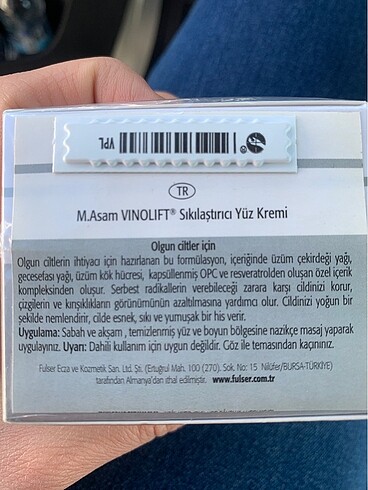 VPL
TR
M.Asam VINOLIFT® Sıkılaştırıcı Yüz Kremi
Olgun ciltler için
Olgun ciltlerin ihtiyacı için hazırlanan bu formülasyon, içeriğinde üzüm çekirdeği yağı,
gecesefası yağı, üzüm kök hücresi, kapsüllenmiş OPC ve resveratrolden oluşan özel içerik
kompleksinden oluşur. Serbest radikallerin verebileceği zarara karşı cildinizi korur,
çizgilerin ve kırışıklıkların görünümünün azaltılmasına yardımcı olur. Cildinizi yoğun bir
şekilde nemlendirir, cilde esnek, sıkı ve yumuşak bir his verir.
Uygulama: Sabah ve akşam , temizlenmiş yüz ve boyun bölgesine nazikçe masaj yaparak
uygulayınız. Uyarı: Dahili kullanım için uygun değildir. Göz ile temasından kaçınınız.
Fulser Ecza ve Kozmetik San. Ltd. Şti. (Ertuğrul Mah. 100 (270). Sok. No: 15 Nilüfer/BURSA-TÜRKİYE)
tarafından Almanya'dan ithal edilmiştir. www.fulser.com.tr